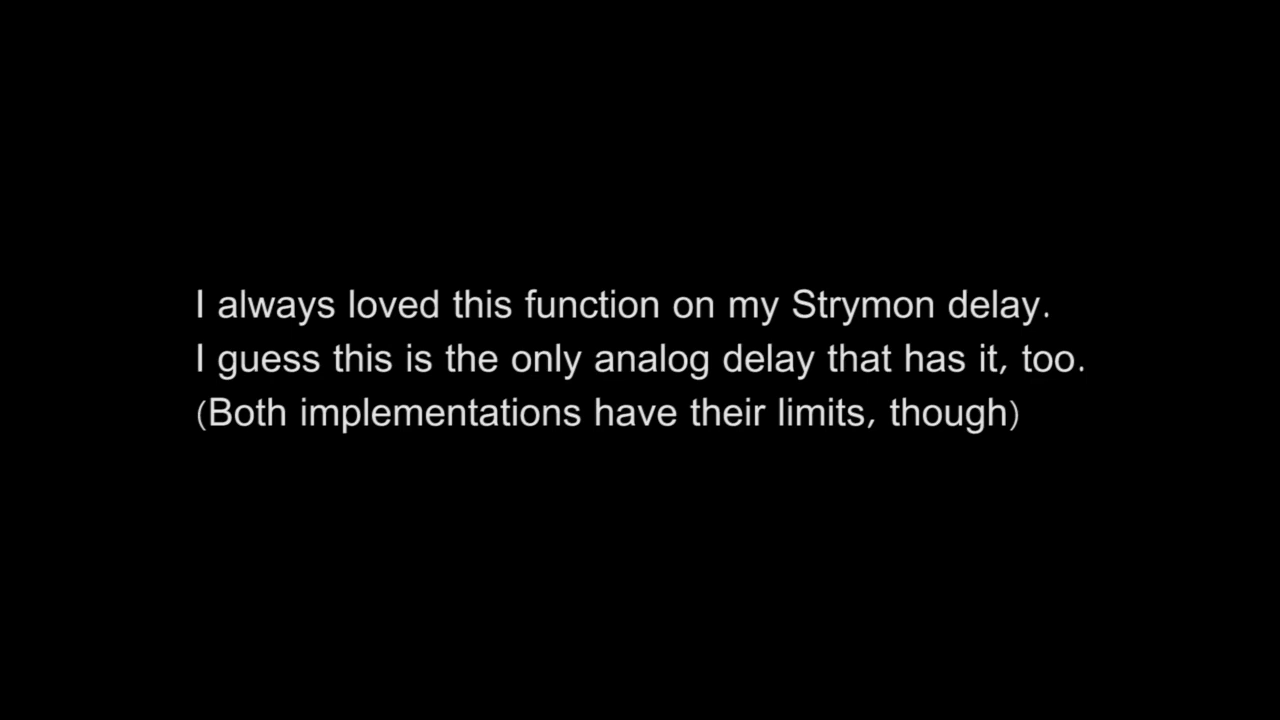 I always loved this function on my Strymon delay.
I guess this is the only analog delay that has it, too.
(Both implementations have their limits, though)